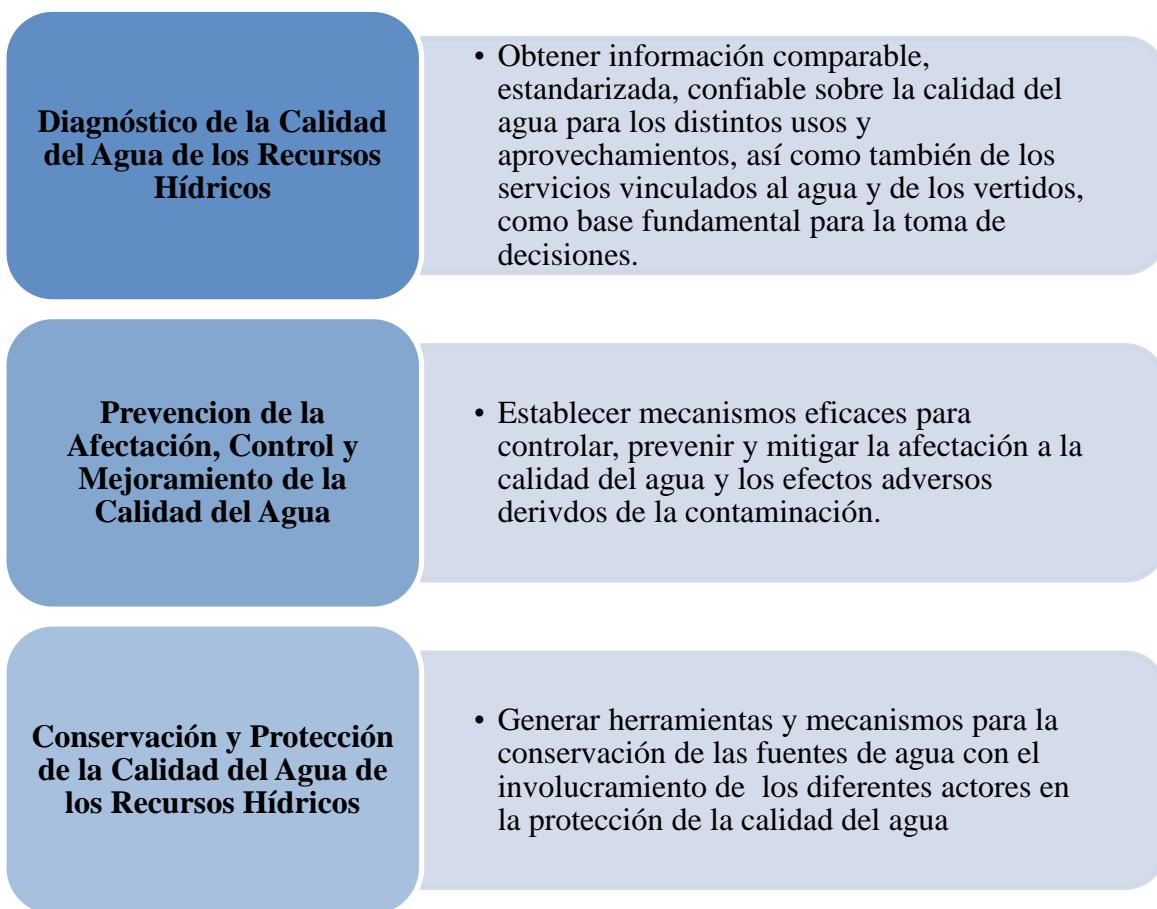 Diagnóstico de la Calidad
del Agua de los Recursos
Hídricos
• Obtener información comparable,
estandarizada, confiable sobre la calidad del
agua para los distintos usos y
aprovechamientos, así como también de los
servicios vinculados al agua y de los vertidos,
como base fundamental para la toma de
decisiones.
Prevencion de la
Afectación, Control y
Mejoramiento de la
Calidad del Agua
• Establecer mecanismos eficaces para
controlar, prevenir y mitigar la afectación a la
calidad del agua y los efectos adversos
derivdos de la contaminación.
Conservación y Protección
de la Calidad del Agua de
los Recursos Hídricos
• Generar herramientas y mecanismos para la
conservación de las fuentes de agua con el
involucramiento de  los diferentes actores en
la protección de la calidad del agua